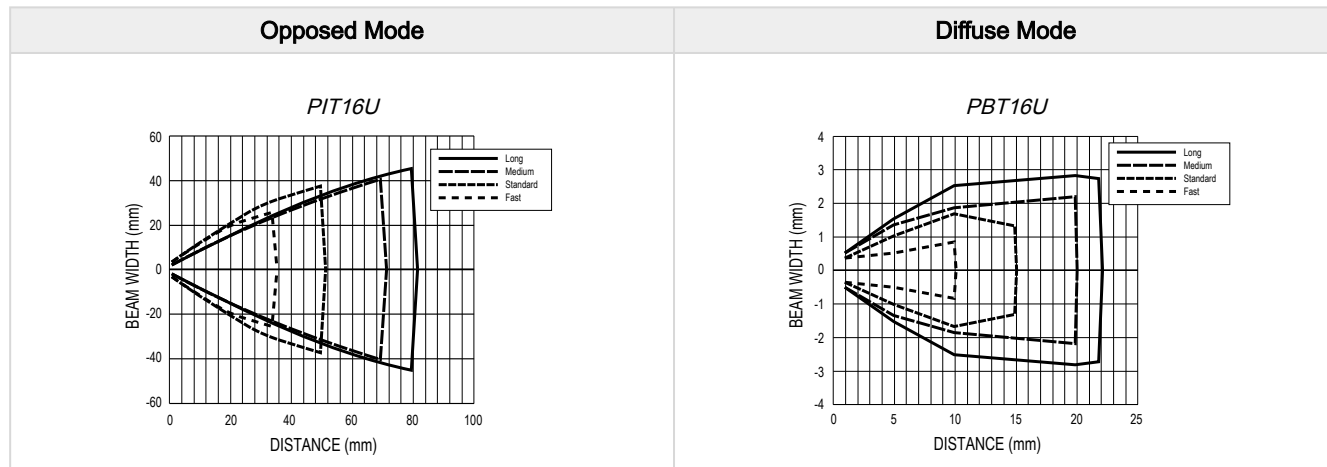 Opposed Mode
Diffuse Mode
PIT16U
60
40
20
0
-20
-40
-60
BEAM WIDTH (mm)
0 20 40 60 80 100
DISTANCE (mm)
Long
Medium
Standard
Fast
PBT16U
4
3
2
1
0
-1
-2
-3
-4
BEAM WIDTH (mm)
0 5 10 15 20 25
DISTANCE (mm)
Long
Medium
Standard
Fast